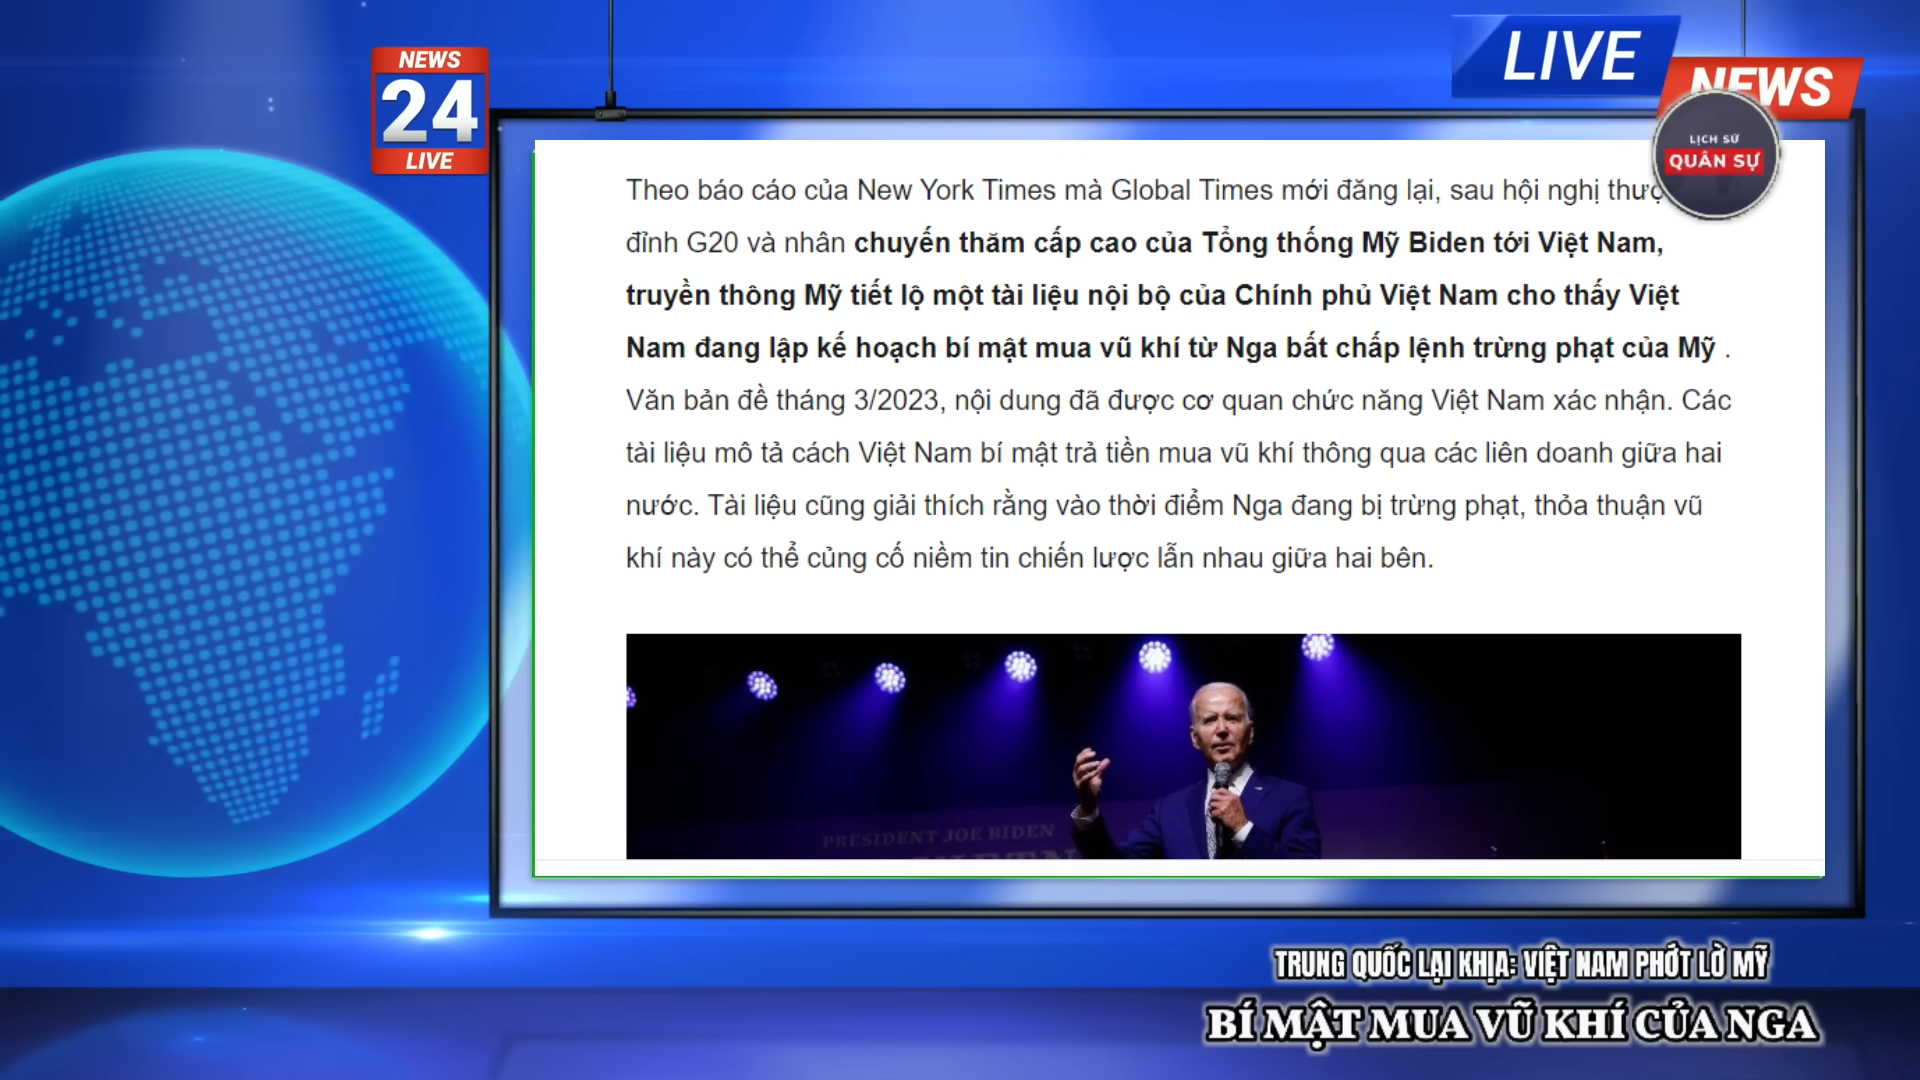 LIVE
NEWS
NEWS
24
LIVE
LỊCH SỬ
QUÂN SỰ
Theo báo cáo của New York Times mà Global Times mới đăng lại, sau hội nghị
đỉnh G20 và nhân chuyến thăm cấp cao của Tổng thống Mỹ Biden tới Việt Nam,
truyền thông Mỹ tiết lộ một tài liệu nội bộ của Chính phủ Việt Nam cho thấy Việt
Nam đang lập kế hoạch bí mật mua vũ khí từ Nga bất chấp lệnh trừng phạt của Mỹ .
Văn bản đề tháng 3/2023, nội dung đã được cơ quan chức năng Việt Nam xác nhận. Các
tài liệu mô tả cách Việt Nam bí mật trả tiền mua vũ khí thông qua các liên doanh giữa hai
nước. Tài liệu cũng giải thích rằng vào thời điểm Nga đang bị trừng phạt, thỏa thuận vũ
khí này có thể củng cố niềm tin chiến lược lẫn nhau giữa hai bên.
PRESIDENT JOE BIDEN
TRUNG QUỐC LẠI KHỊA: VIỆT NAM PHỚT LỜ MỸ
BÍ MẬT MUA VŨ KHÍ CỦA NGA